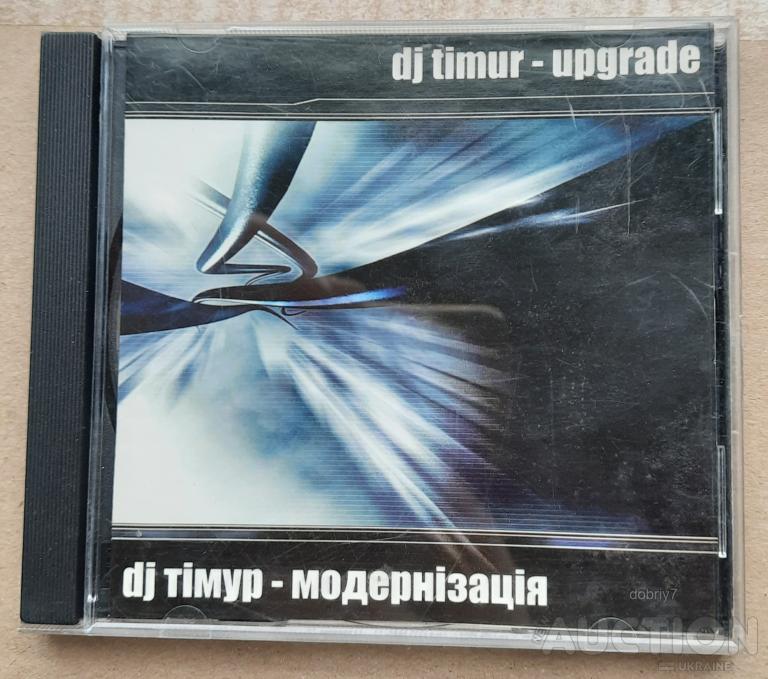 dj timur - upgrade
dj тімур - модернізація
dobriy7
AUCTION
UKRAINE